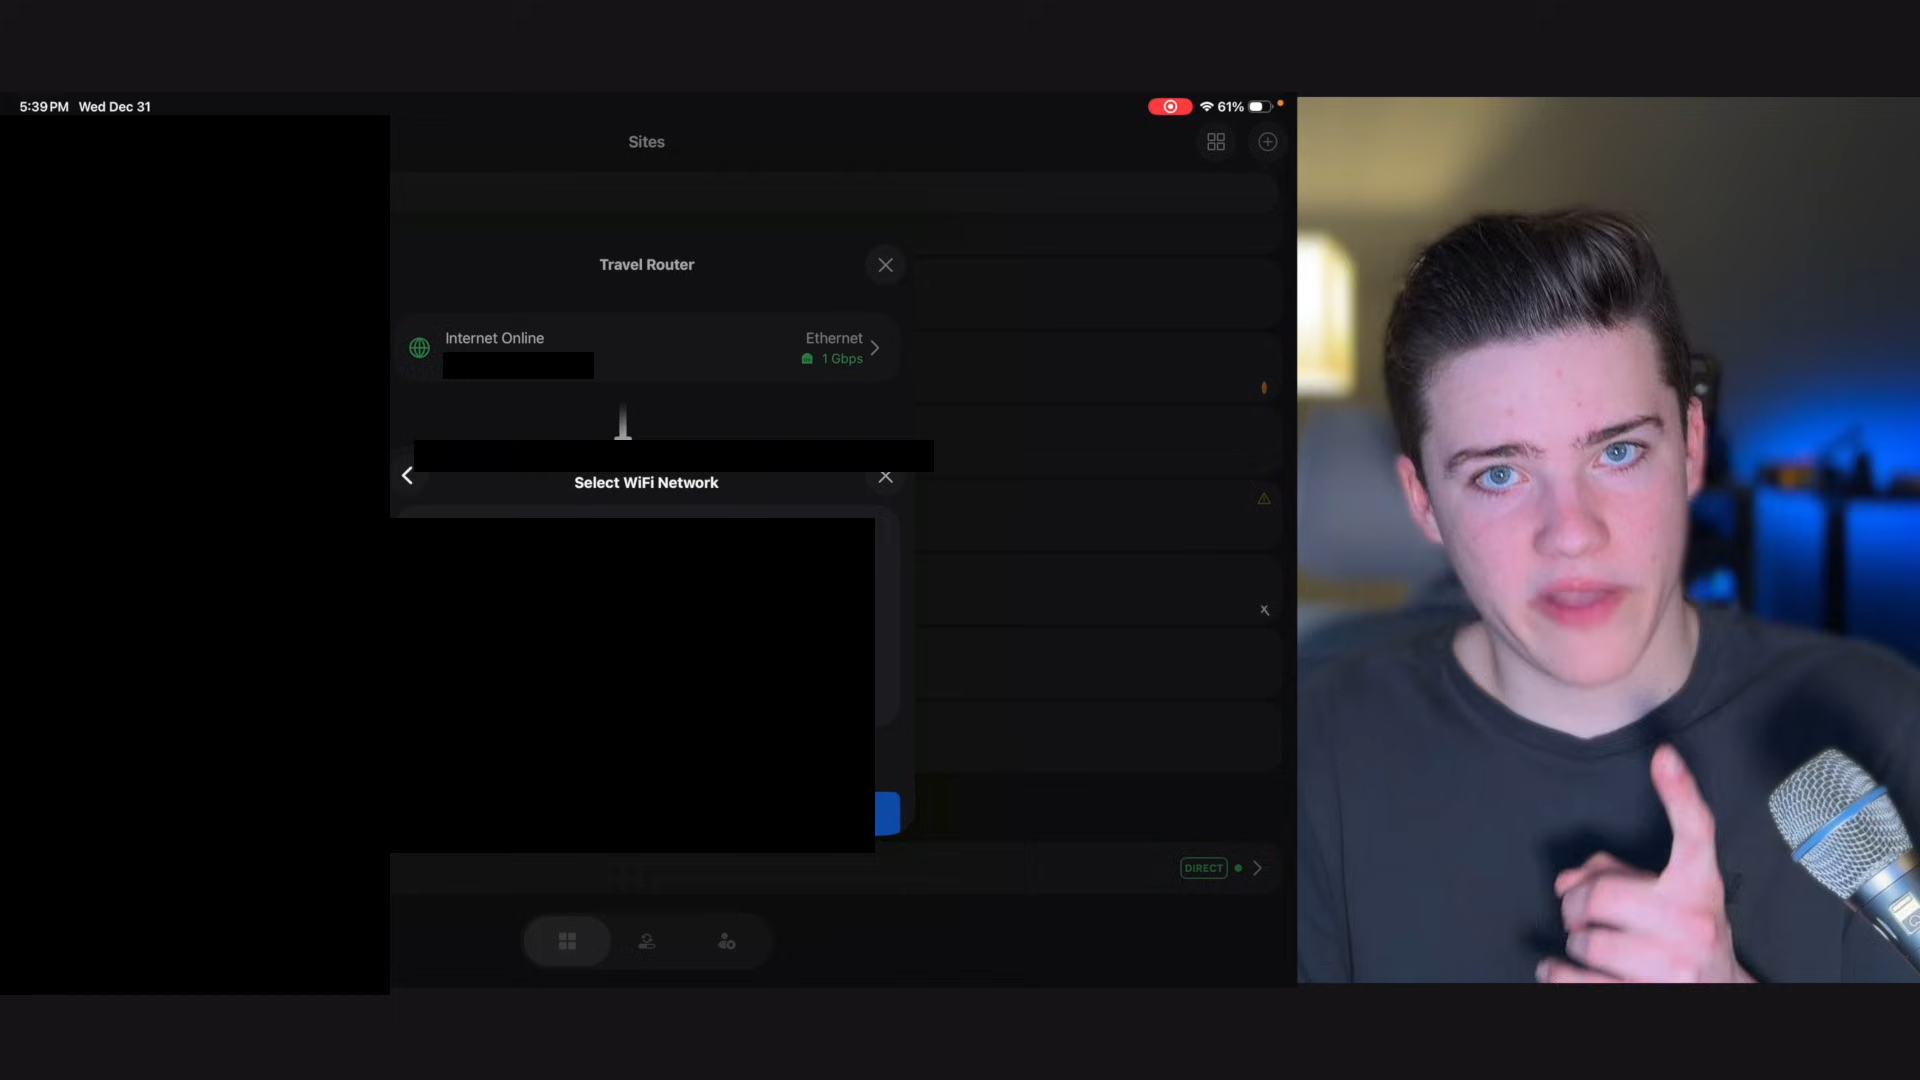 5:39 PM Wed Dec 31
61%
Sites
Travel Router
Internet Online
Ethernet
1 Gbps
Select WiFi Network
DIRECT